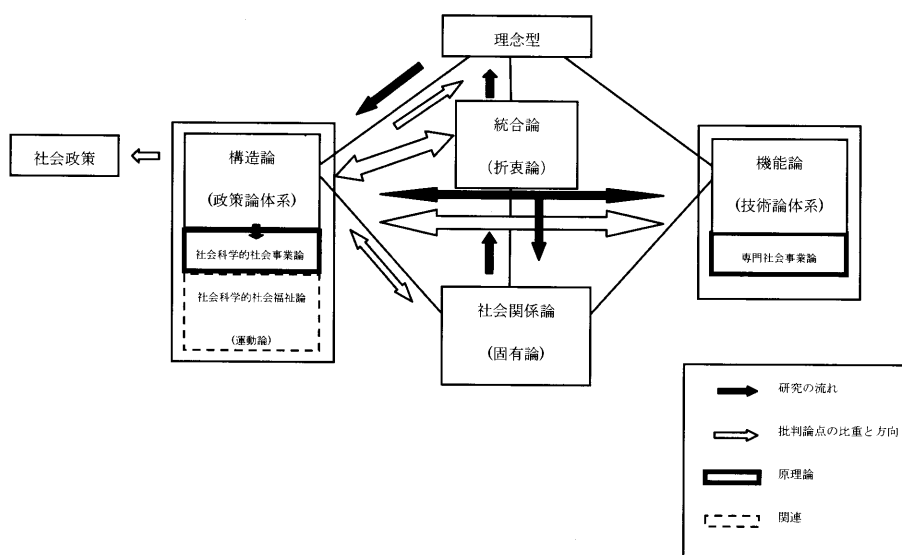 理念型
統合論
(折衷論)
社会政策
構造論
(政策論体系)
社会科学的社会事業論
社会科学的社会福祉論
(運動論)
機能論
(技術論体系)
専門社会事業論
社会関係論
(固有論)
研究の流れ
批判論点の比重と方向
原理論
関連